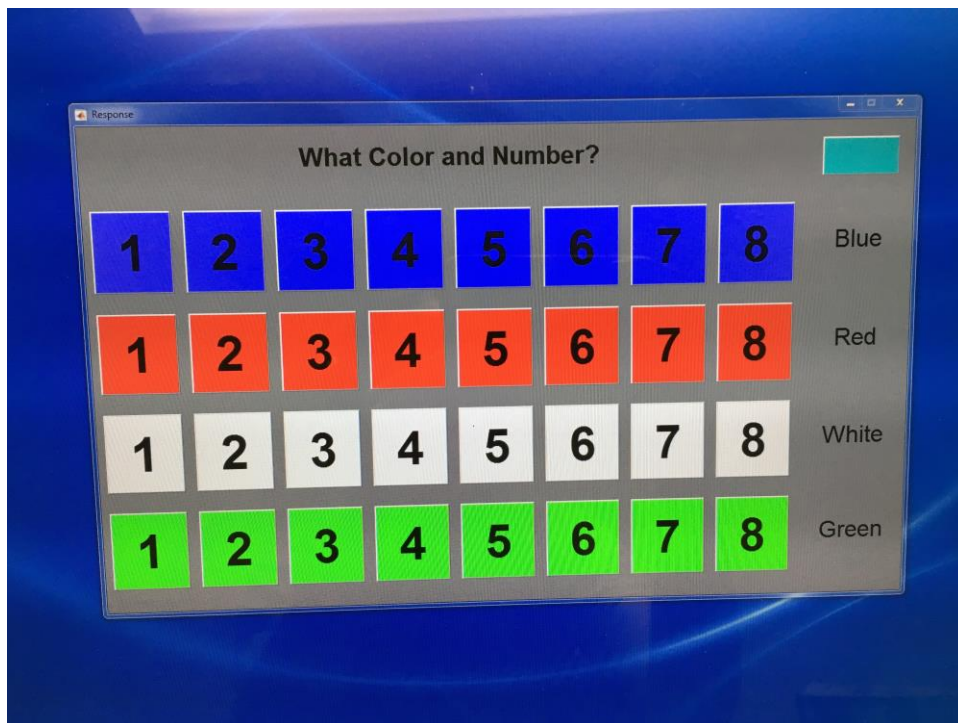 Response
What Color and Number?
1 2 3 4 5 6 7 8 Blue
1 2 3 4 5 6 7 8 Red
1 2 3 4 5 6 7 8 White
1 2 3 4 5 6 7 8 Green